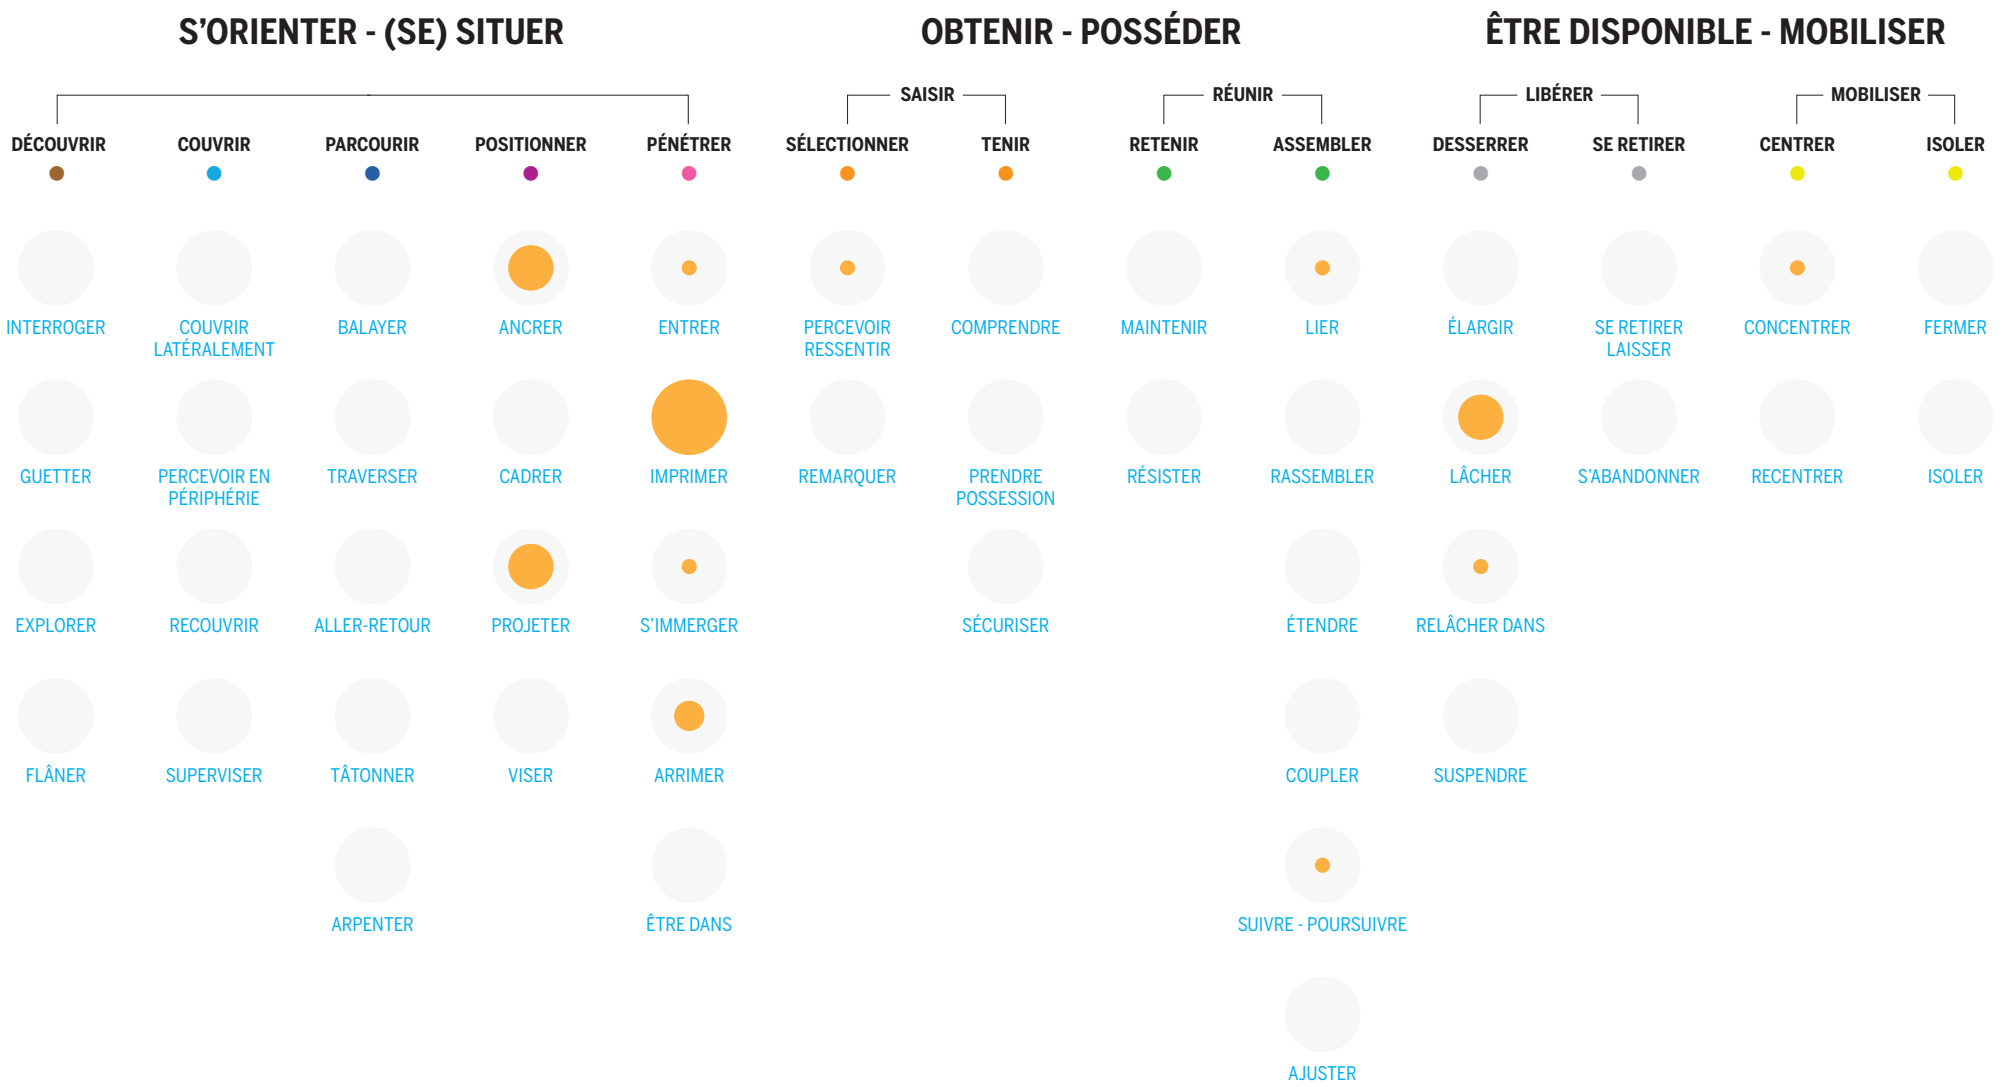 S’ORIENTER - (SE) SITUER
OBTENIR - POSSÉDER
ÊTRE DISPONIBLE - MOBILISER
SAISIR
RÉUNIR
LIBÉRER
MOBILISER
DÉCOUVRIR
COUVRIR
PARCOURIR
POSITIONNER
PÉNÉTRER
SÉLECTIONNER
TENIR
RETENIR
ASSEMBLER
DESSERRER
SE RETIRER
CENTRER
ISOLER
INTERROGER
COUVRIR
LATÉRALEMENT
BALAYER
ANCRER
ENTRER
PERCEVOIR
RESSENTIR
COMPRENDRE
MAINTENIR
LIER
ÉLARGIR
SE RETIRER
LAISSER
CONCENTRER
FERMER
GUETTER
PERCEVOIR EN
PÉRIPHÉRIE
TRAVERSER
CADRER
IMPRIMER
REMARQUER
PRENDRE
POSSESSION
RÉSISTER
RASSEMBLER
LÂCHER
S’ABANDONNER
RECENTRER
ISOLER
EXPLORER
RECOUVRIR
ALLER-RETOUR
PROJETER
S’IMMERGER
SÉCURISER
ÉTENDRE
RELÂCHER DANS
FLÂNER
SUPERVISER
TÂTONNER
VISER
ARRIMER
COUPLER
SUSPENDRE
ARPENTER
ÊTRE DANS
SUIVRE - POURSUIVRE
AJUSTER